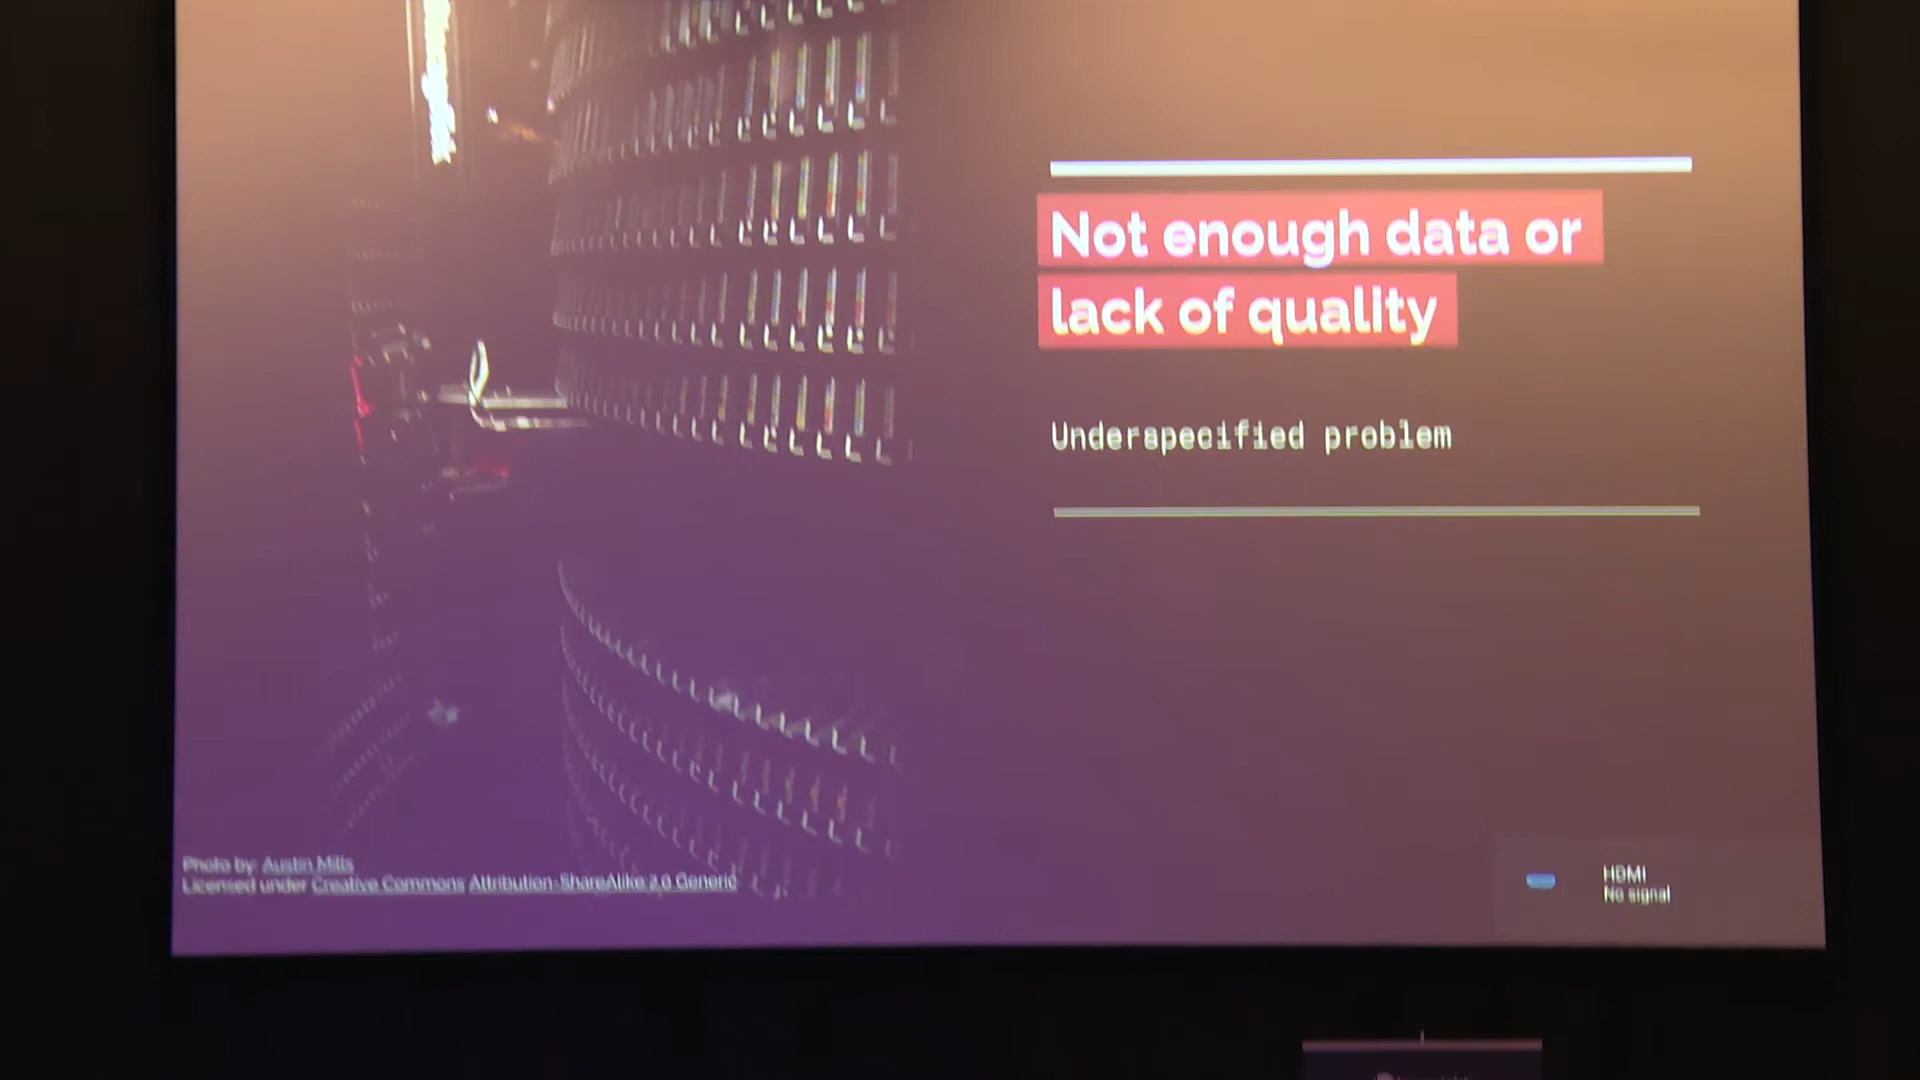 Not enough data or
lack of quality
Underspecified problem
Photo by: Austin Mills
Licensed under Creative Commons Attribution-ShareAlike 2.0 Generic
HDMI
No signal